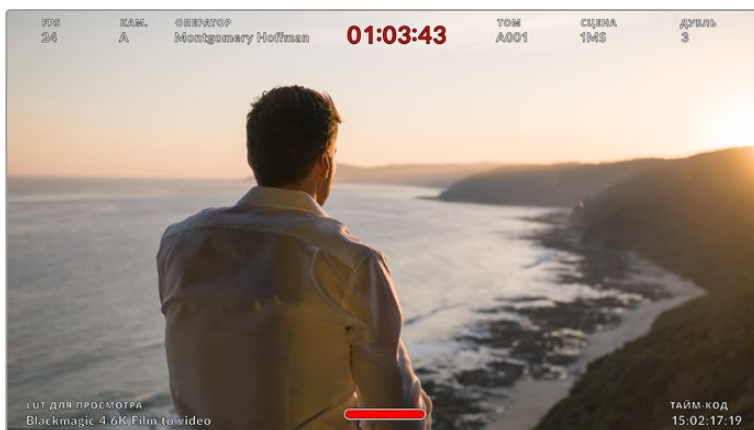 FPS КАМ. ОПЕРАТОР 01:03:43 ТОМ СЦЕНА ДУБЛЬ
24 A Montgomery Hoffman A001 1MS 3
LUT ДЛЯ ПРОСМОТРА ТАЙМ-КОД
Blackmagic 4.6K Film to video 15:02:17:19